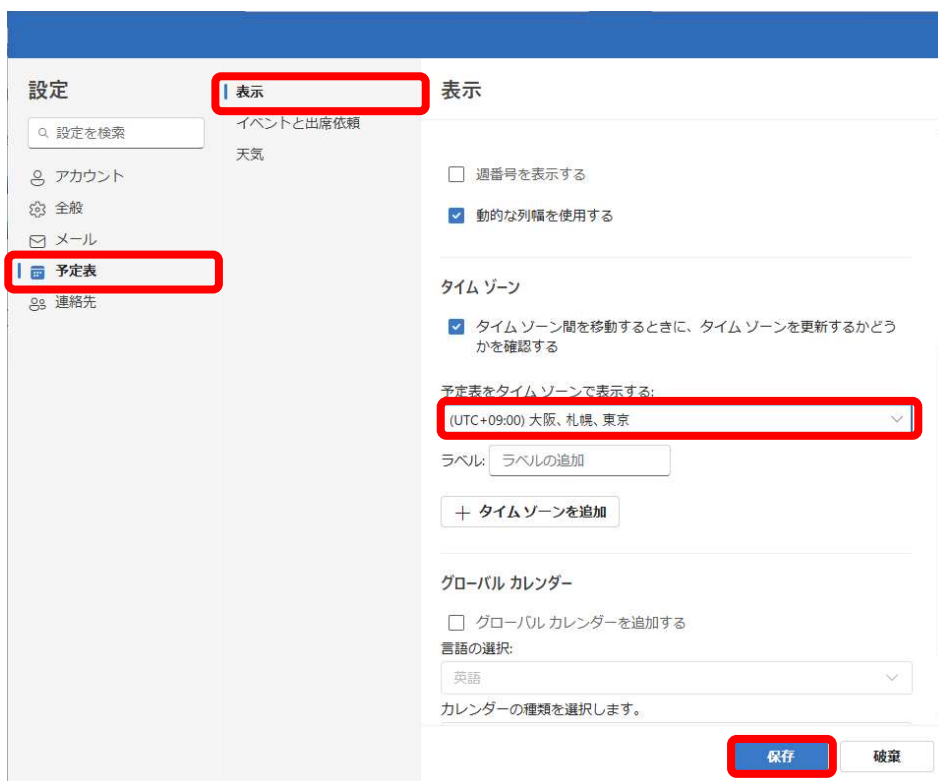 設定
設定を検索
アカウント
全般
メール
予定表
連絡先
表示
イベントと出席依頼
天気
表示
週番号を表示する
動的な列幅を使用する
タイム ゾーン
タイム ゾーン間を移動するときに、タイム ゾーンを更新するかどう
かを確認する
予定表をタイム ゾーンで表示する:
(UTC+09:00) 大阪、札幌、東京
ラベル: ラベルの追加
タイム ゾーンを追加
グローバル カレンダー
グローバル カレンダーを追加する
言語の選択:
英語
カレンダーの種類を選択します。
保存 破棄